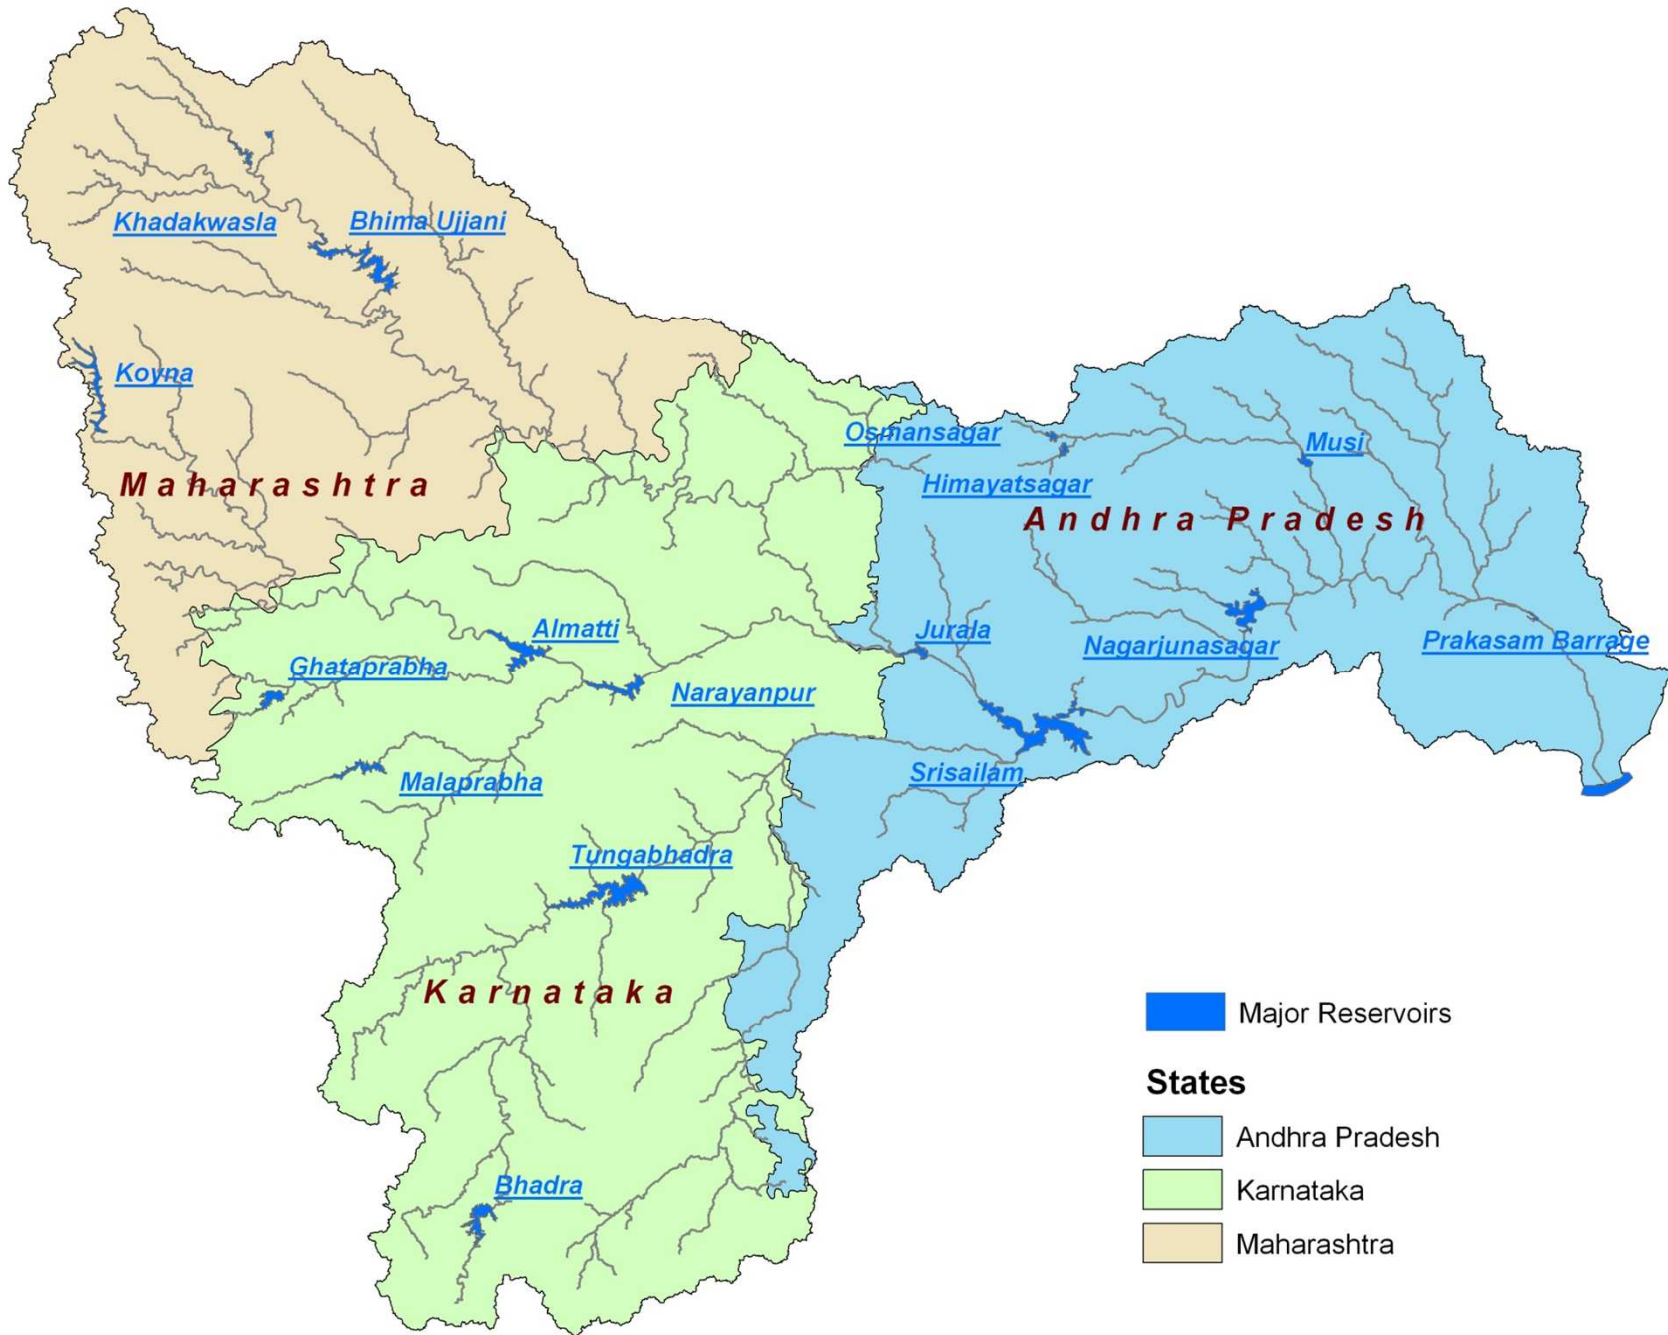 Khadakwasla
Bhima Ujjani
Koyna
Maharashtra
Osmansagar
Musi
Himayatsagar
Andhra Pradesh
Almatti
Jurala
Nagarjunasagar
Prakasam Barrage
Ghataprabha
Narayanpur
Malaprabha
Srisailam
Tungabhadra
Karnataka
Bhadra
Major Reservoirs
States
Andhra Pradesh
Karnataka
Maharashtra